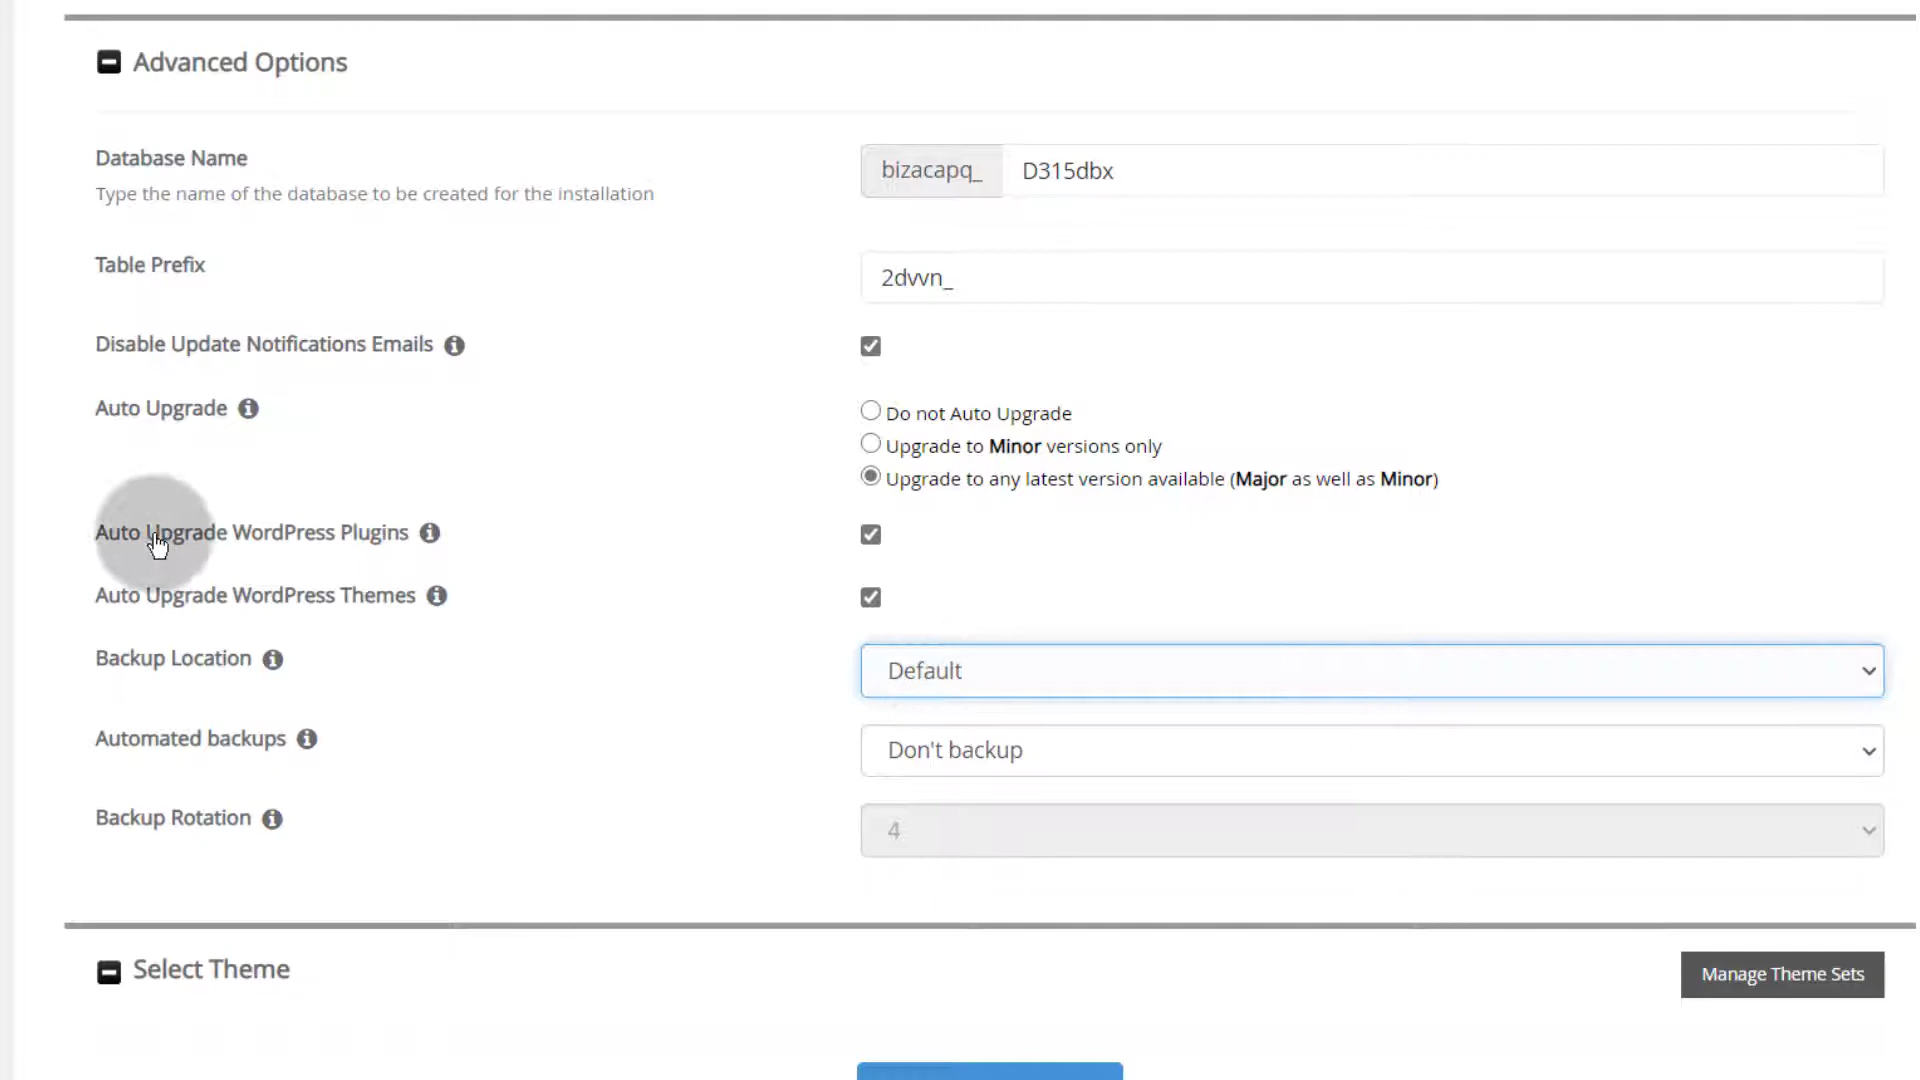 Advanced Options
Database Name
Type the name of the database to be created for the installation
bizacapq_ D315dbx
Table Prefix
2dvvn_
Disable Update Notifications Emails
Auto Upgrade
Do not Auto Upgrade
Upgrade to Minor versions only
Upgrade to any latest version available (Major as well as Minor)
Auto Upgrade WordPress Plugins
Auto Upgrade WordPress Themes
Backup Location
Default
Automated backups
Don't backup
Backup Rotation
4
Select Theme
Manage Theme Sets